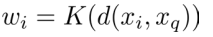 w_i = K(d(x_i, x_q))